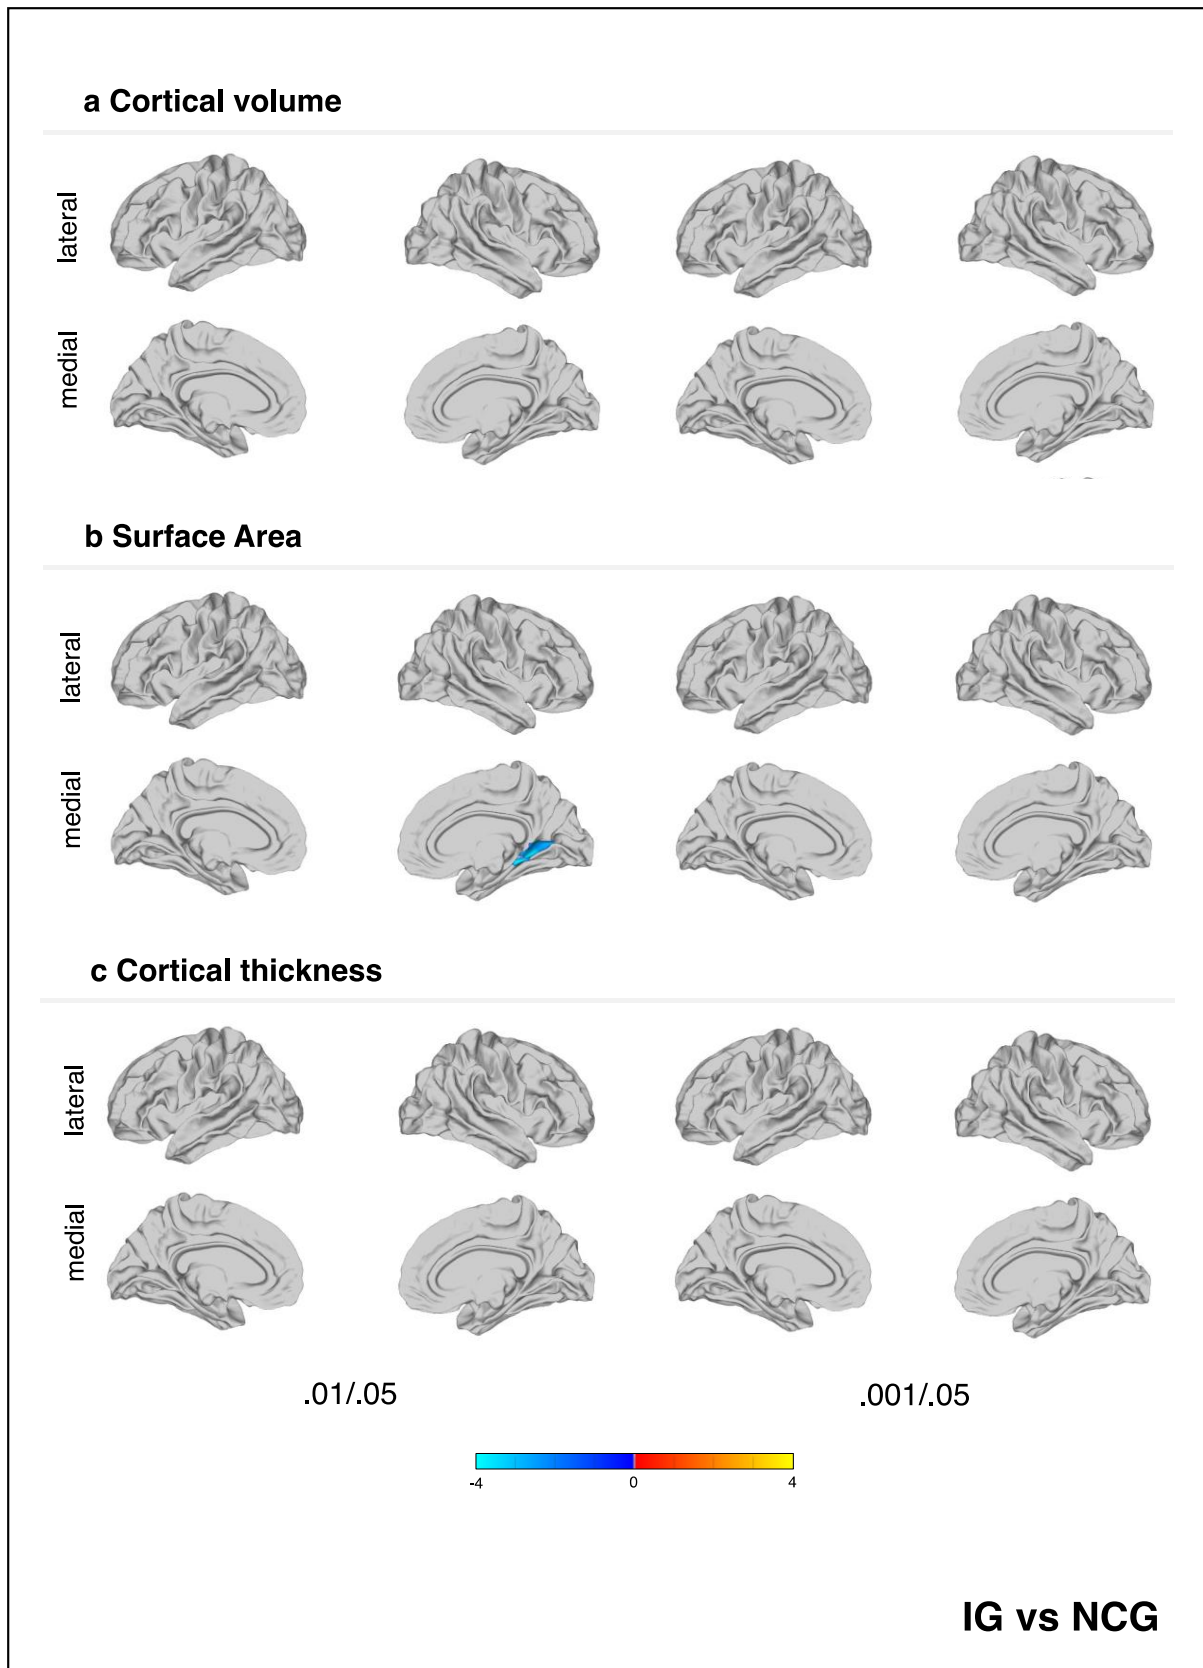 a Cortical volume
lateral
medial
b Surface Area
lateral
medial
c Cortical thickness
lateral
medial
.01/.05 .001/.05
-4 0 4
IG vs NCG